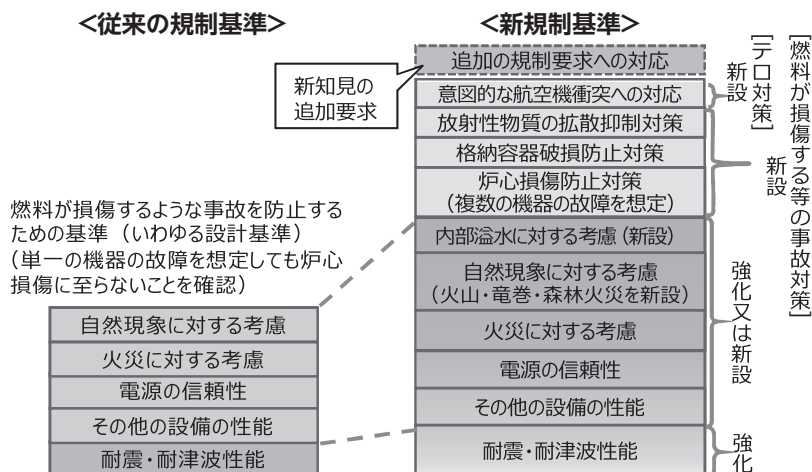 <従来の規制基準>
燃料が損傷するような事故を防止する
ための基準（いわゆる設計基準）
（単一の機器の故障を想定しても炉心
損傷に至らないことを確認）
自然現象に対する考慮
火災に対する考慮
電源の信頼性
その他の設備の性能
耐震・耐津波性能
<新規制基準>
新知見の
追加要求
追加の規制要求への対応
意図的な航空機衝突への対応
放射性物質の拡散抑制対策
格納容器破損防止対策
炉心損傷防止対策
（複数の機器の故障を想定）
内部溢水に対する考慮（新設）
自然現象に対する考慮
（火山・竜巻・森林火災を新設）
火災に対する考慮
電源の信頼性
その他の設備の性能
耐震・耐津波性能
[テロ対策]
新設
[燃料が損傷する等の事故対策]
新設
強化又は新設
強化